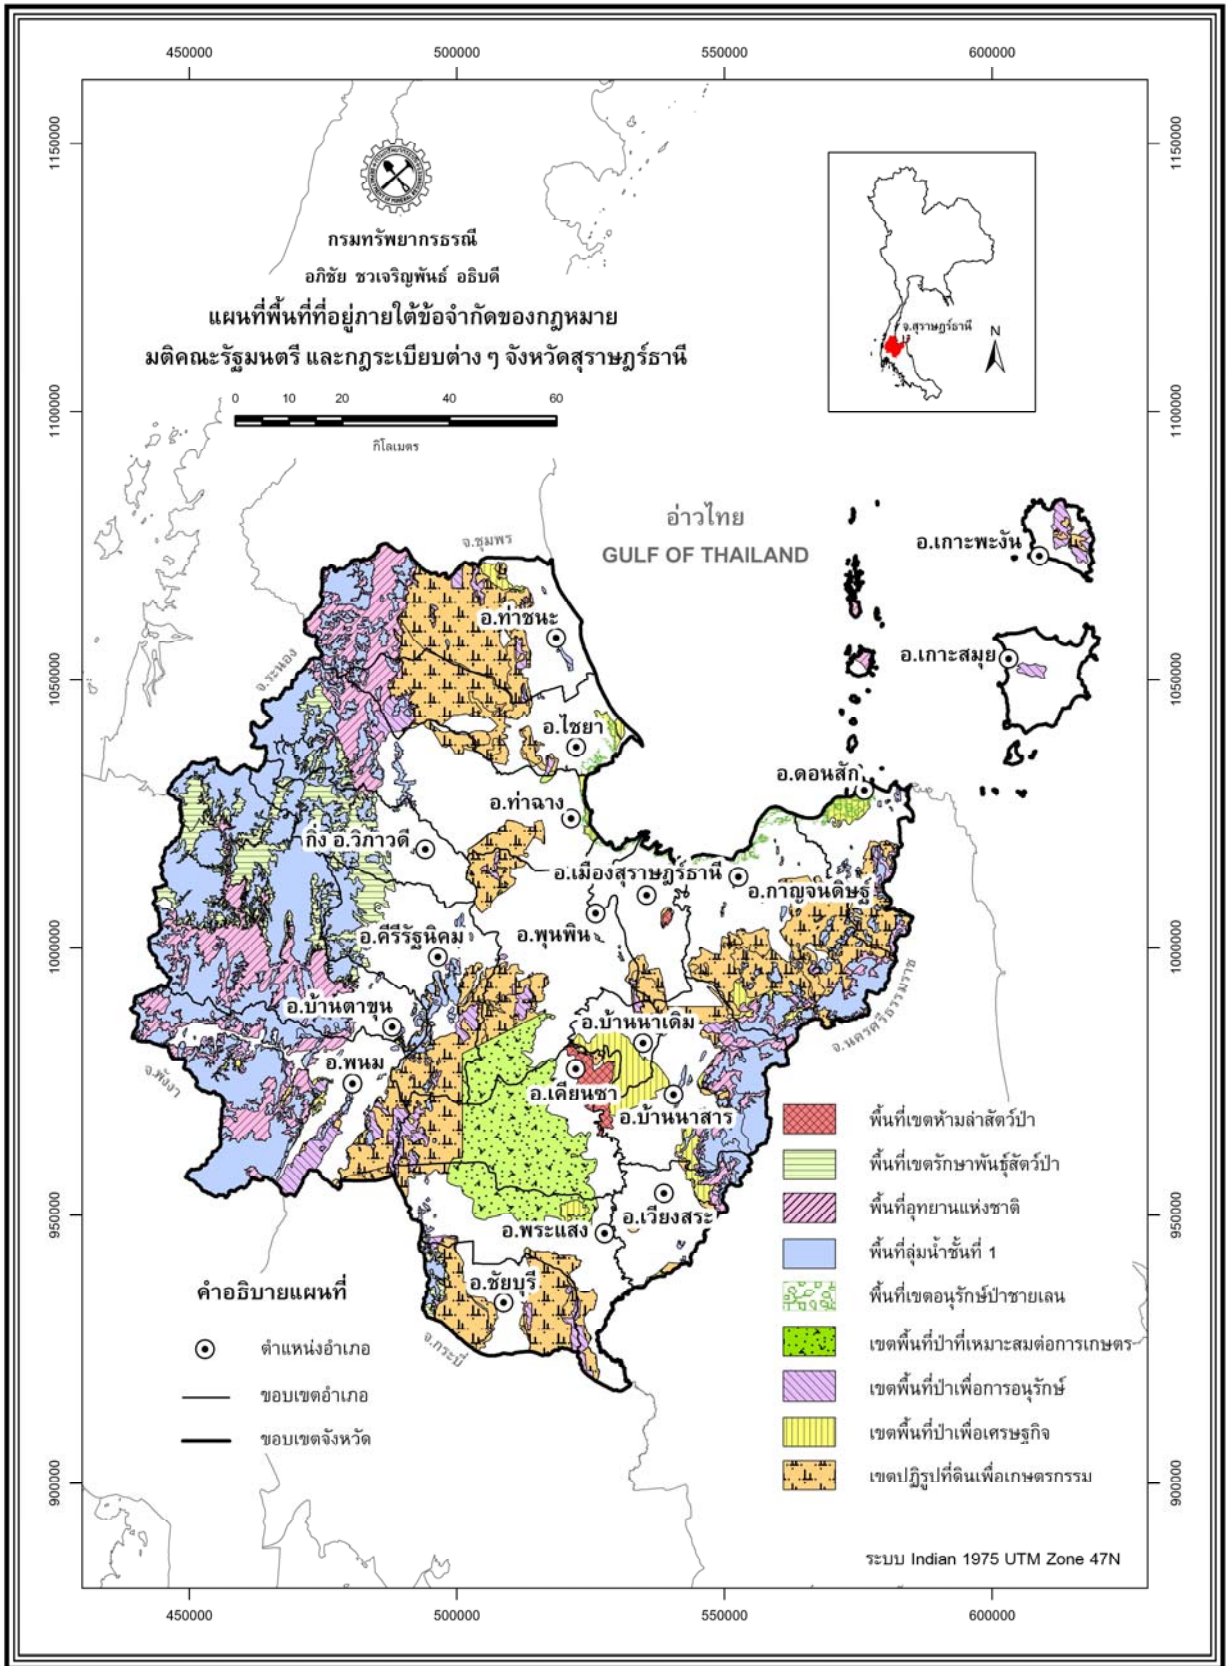 450000
500000
550000
600000
1150000
1150000
DEPARTMENT OF MINERAL RESOURCES
กรมทรัพยากรธรณี
อภิชัย ชวเจริญพันธ์ อธิบดี
แผนที่พื้นที่ที่อยู่ภายใต้ข้อจำกัดของกฎหมาย
มติคณะรัฐมนตรี และกฎระเบียบต่าง ๆ จังหวัดสุราษฎร์ธานี
0 10 20 40 60
กิโลเมตร
จ.สุราษฎร์ธานี
N
1100000
1100000
อ่าวไทย
GULF OF THAILAND
จ.ชุมพร
อ.เกาะพะงัน
อ.ท่าชนะ
อ.เกาะสมุย
จ.ระนอง
1050000
1050000
อ.ไชยา
อ.ดอนสัก
อ.ท่าฉาง
กิ่ง อ.วิภาวดี
อ.เมืองสุราษฎร์ธานี
อ.กาญจนดิษฐ์
อ.คีรีรัฐนิคม
อ.พุนพิน
1000000
1000000
อ.บ้านตาขุน
อ.บ้านนาเดิม
จ.นครศรีธรรมราช
อ.พนม
จ.พังงา
อ.เคียนซา
อ.บ้านนาสาร
อ.เวียงสระ
อ.พระแสง
950000
950000
อ.ชัยบุรี
จ.กระบี่
คำอธิบายแผนที่
ตำแหน่งอำเภอ
ขอบเขตอำเภอ
ขอบเขตจังหวัด
พื้นที่เขตห้ามล่าสัตว์ป่า
พื้นที่เขตรักษาพันธุ์สัตว์ป่า
พื้นที่อุทยานแห่งชาติ
พื้นที่ลุ่มน้ำชั้นที่ 1
พื้นที่เขตอนุรักษ์ป่าชายเลน
เขตพื้นที่ป่าที่เหมาะสมต่อการเกษตร
เขตพื้นที่ป่าเพื่อการอนุรักษ์
เขตพื้นที่ป่าเพื่อเศรษฐกิจ
เขตปฏิรูปที่ดินเพื่อเกษตรกรรม
900000
900000
ระบบ Indian 1975 UTM Zone 47N
450000
500000
550000
600000